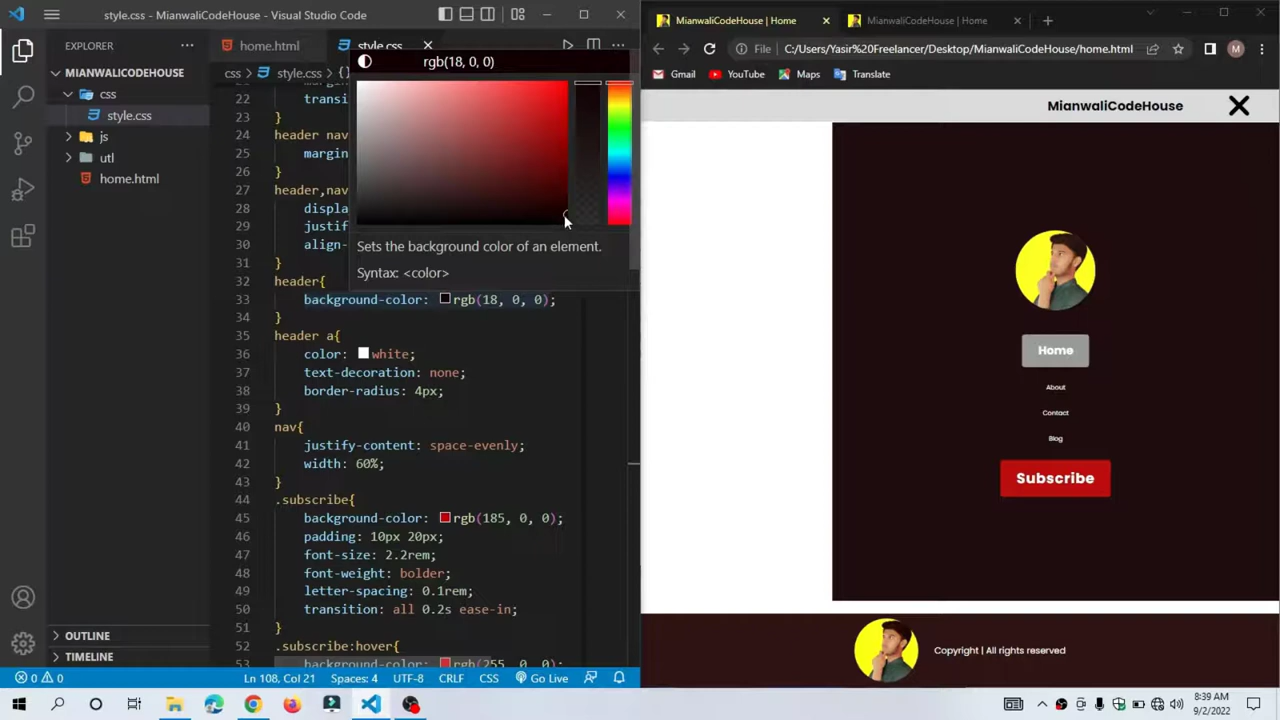 style.css - MianwaliCodeHouse - Visual Studio Code
EXPLORER
MIANWALICODEHOUSE
css
style.css
js
utl
home.html
OUTLINE
TIMELINE
home.html
style.css
css
style.css
rgb(18, 0, 0)
Sets the background color of an element.
Syntax: <color>
22 transi
23 }
24 header nav
25 margin
26 }
27 header,nav
28 displa
29 justif
30 align-
31 }
32 header{
33 background-color: rgb(18, 0, 0);
34 }
35 header a{
36 color: white;
37 text-decoration: none;
38 border-radius: 4px;
39 }
40 nav{
41 justify-content: space-evenly;
42 width: 60%;
43 }
44 .subscribe{
45 background-color: rgb(185, 0, 0);
46 padding: 10px 20px;
47 font-size: 2.2rem;
48 font-weight: bolder;
49 letter-spacing: 0.1rem;
50 transition: all 0.2s ease-in;
51 }
52 .subscribe:hover{
53 background-color: rgb(255, 0, 0);
0 0 Ln 108, Col 21 Spaces: 4 UTF-8 CRLF CSS Go Live
MianwaliCodeHouse | Home
MianwaliCodeHouse | Home
File C:/Users/Yasir%20Freelancer/Desktop/MianwaliCodeHouse/home.html
M
Gmail YouTube Maps Translate
MianwaliCodeHouse
Home
About
Contact
Blog
Subscribe
Copyright | All rights reserved
8:39 AM
9/2/2022